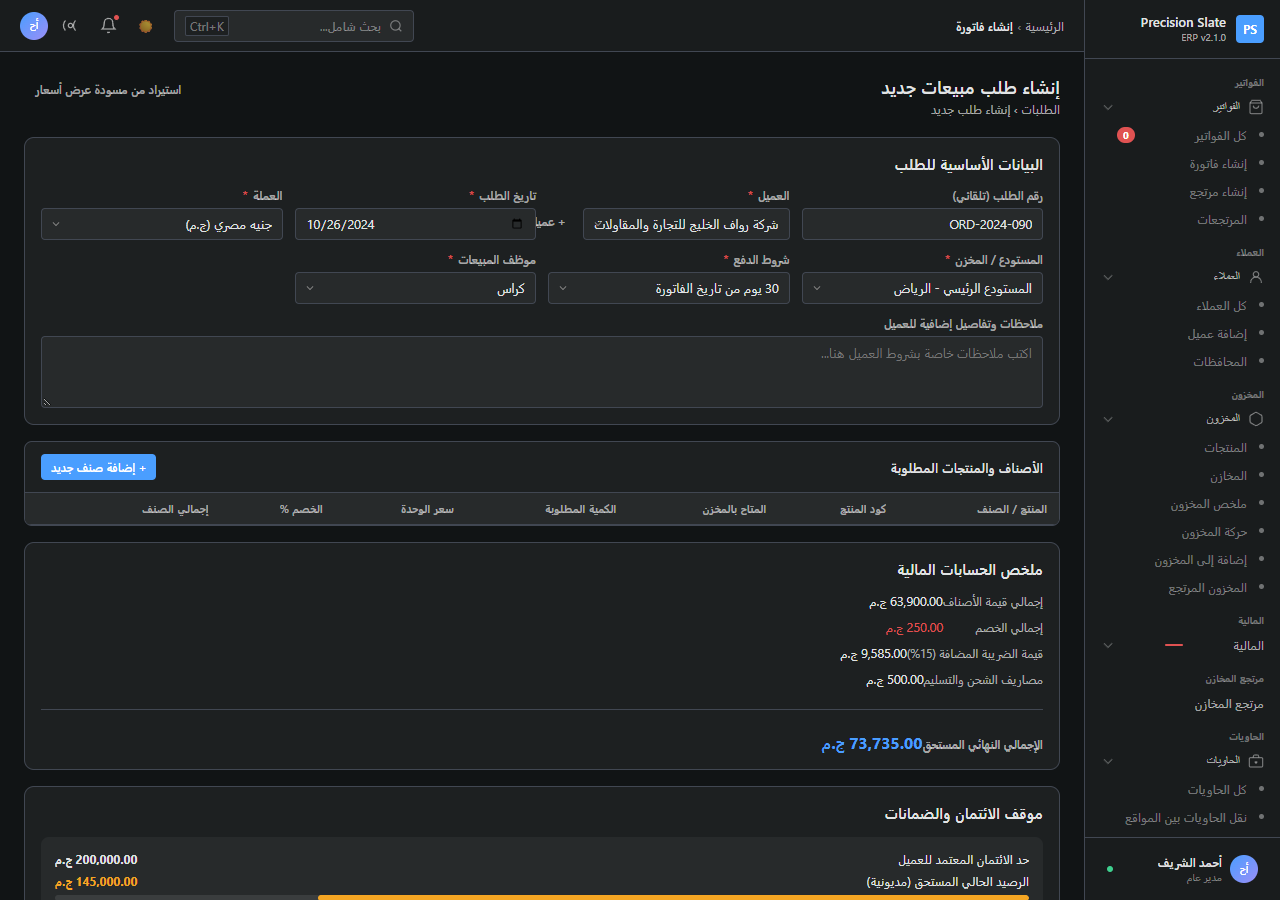 Precision Slate
ERP v2.1.0
PS
الرئيسية › إنشاء فاتورة
بحث شامل...
Ctrl+K
أح
الفواتير
الفواتير
كل الفواتير
0
إنشاء فاتورة
إنشاء مرتجع
المرتجعات
العملاء
العملاء
كل العملاء
إضافة عميل
المحافظات
المخزون
المخزون
المنتجات
المخازن
ملخص المخزون
حركة المخزون
إضافة إلى المخزون
المخزون المرتجع
المالية
المالية
مرتجع المخازن
مرتجع المخازن
الحاويات
الحاويات
كل الحاويات
نقل الحاويات بين المواقع
أح
أحمد الشريف
مدير عام
إنشاء طلب مبيعات جديد
الطلبات › إنشاء طلب جديد
استيراد من مسودة عرض أسعار
البيانات الأساسية للطلب
رقم الطلب (تلقائي)
العميل *
تاريخ الطلب *
العملة *
ORD-2024-090
شركة رواف الخليج للتجارة والمقاولات
+ عميل
10/26/2024
جنيه مصري (ج.م)
المستودع / المخزن *
شروط الدفع *
موظف المبيعات *
المستودع الرئيسي - الرياض
30 يوم من تاريخ الفاتورة
كراس
ملاحظات وتفاصيل إضافية للعميل
اكتب ملاحظات خاصة بشروط العميل هنا...
الأصناف والمنتجات المطلوبة
+ إضافة صنف جديد
المنتج / الصنف
كود المنتج
المتاح بالمخزن
الكمية المطلوبة
سعر الوحدة
الخصم %
إجمالي الصنف
ملخص الحسابات المالية
إجمالي قيمة الأصناف 63,900.00 ج.م
إجمالي الخصم 250.00 ج.م
قيمة الضريبة المضافة (15%) 9,585.00 ج.م
مصاريف الشحن والتسليم 500.00 ج.م
الإجمالي النهائي المستحق 73,735.00 ج.م
موقف الائتمان والضمانات
حد الائتمان المعتمد للعميل
200,000.00 ج.م
الرصيد الحالي المستحق (مديونية)
145,000.00 ج.م